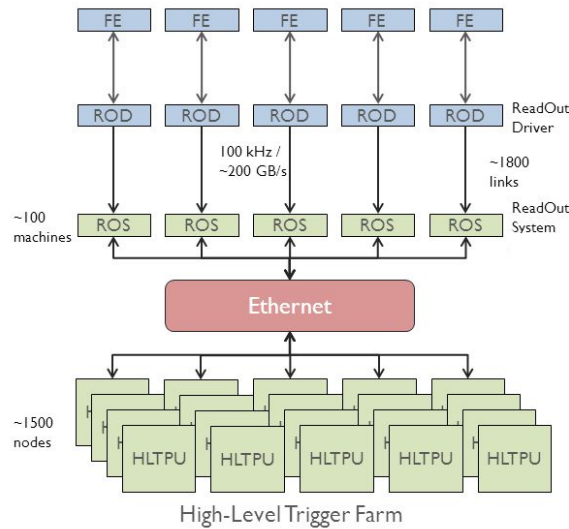 FE FE FE FE FE
ROD ROD ROD ROD ROD
ReadOut
Driver
100 kHz /
~200 GB/s
~1800
links
~100
machines
ROS ROS ROS ROS ROS
ReadOut
System
Ethernet
~1500
nodes
HLTPU HLTPU HLTPU HLTPU HLTPU
High-Level Trigger Farm